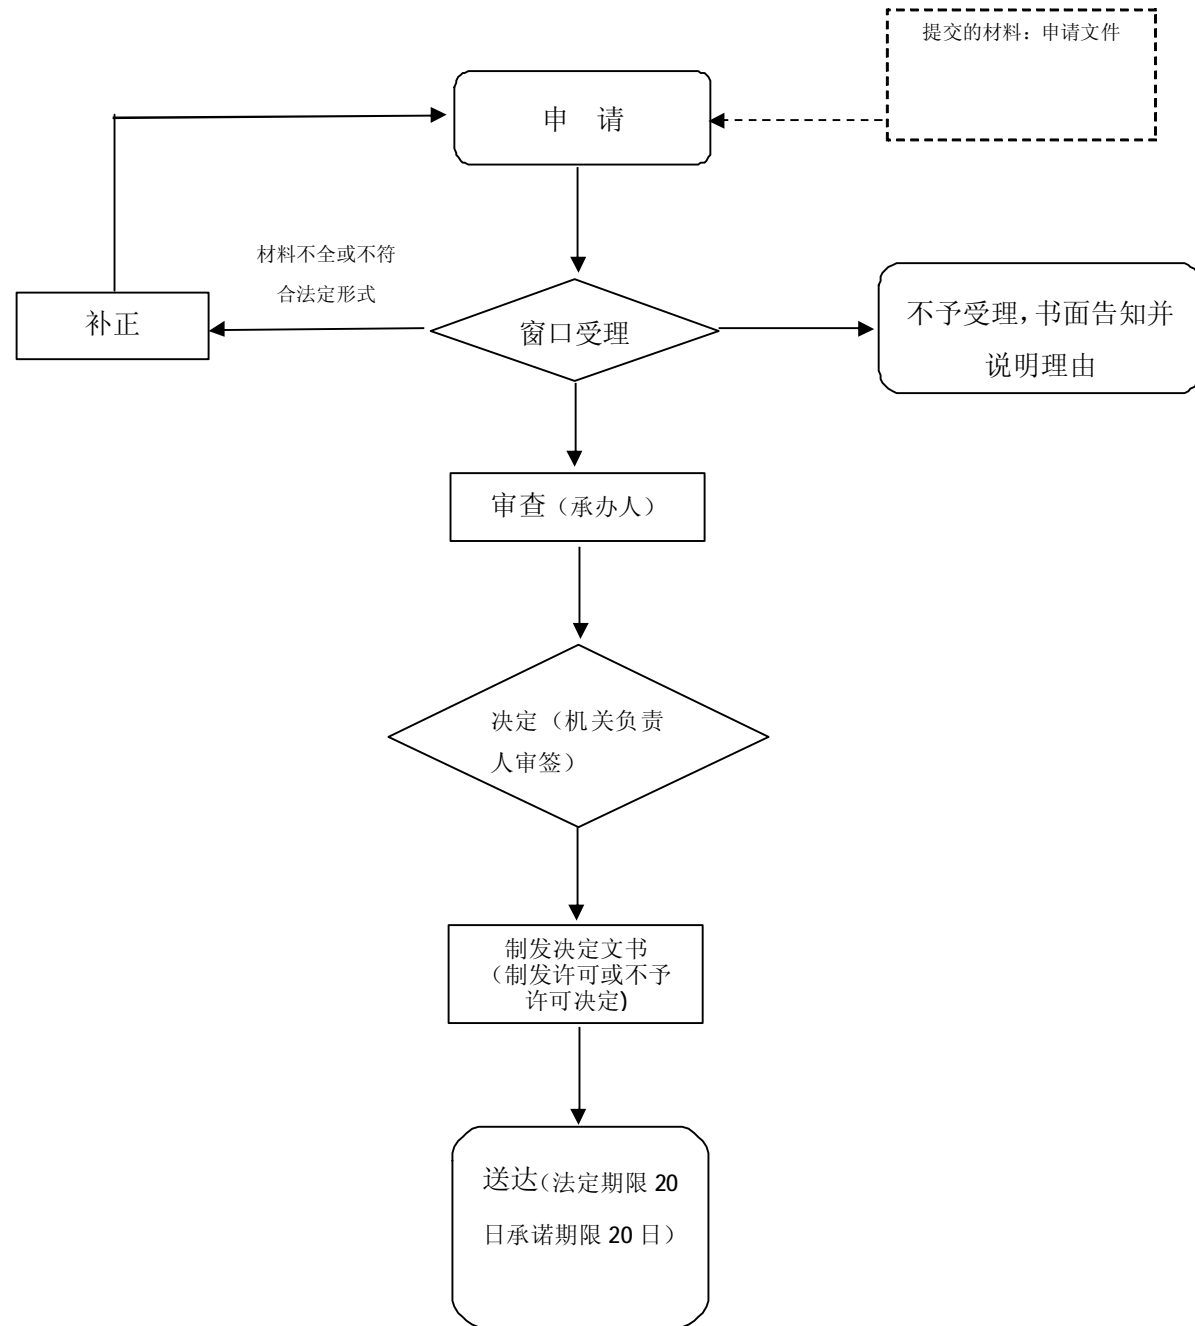 提交的材料：申请文件
申 请
材料不全或不符
合法定形式
补正
窗口受理
不予受理，书面告知并
说明理由
审查（承办人）
决定（机关负责
人审签）
制发决定文书
（制发许可或不予
许可决定)
送达（法定期限 20
日承诺期限 20 日）